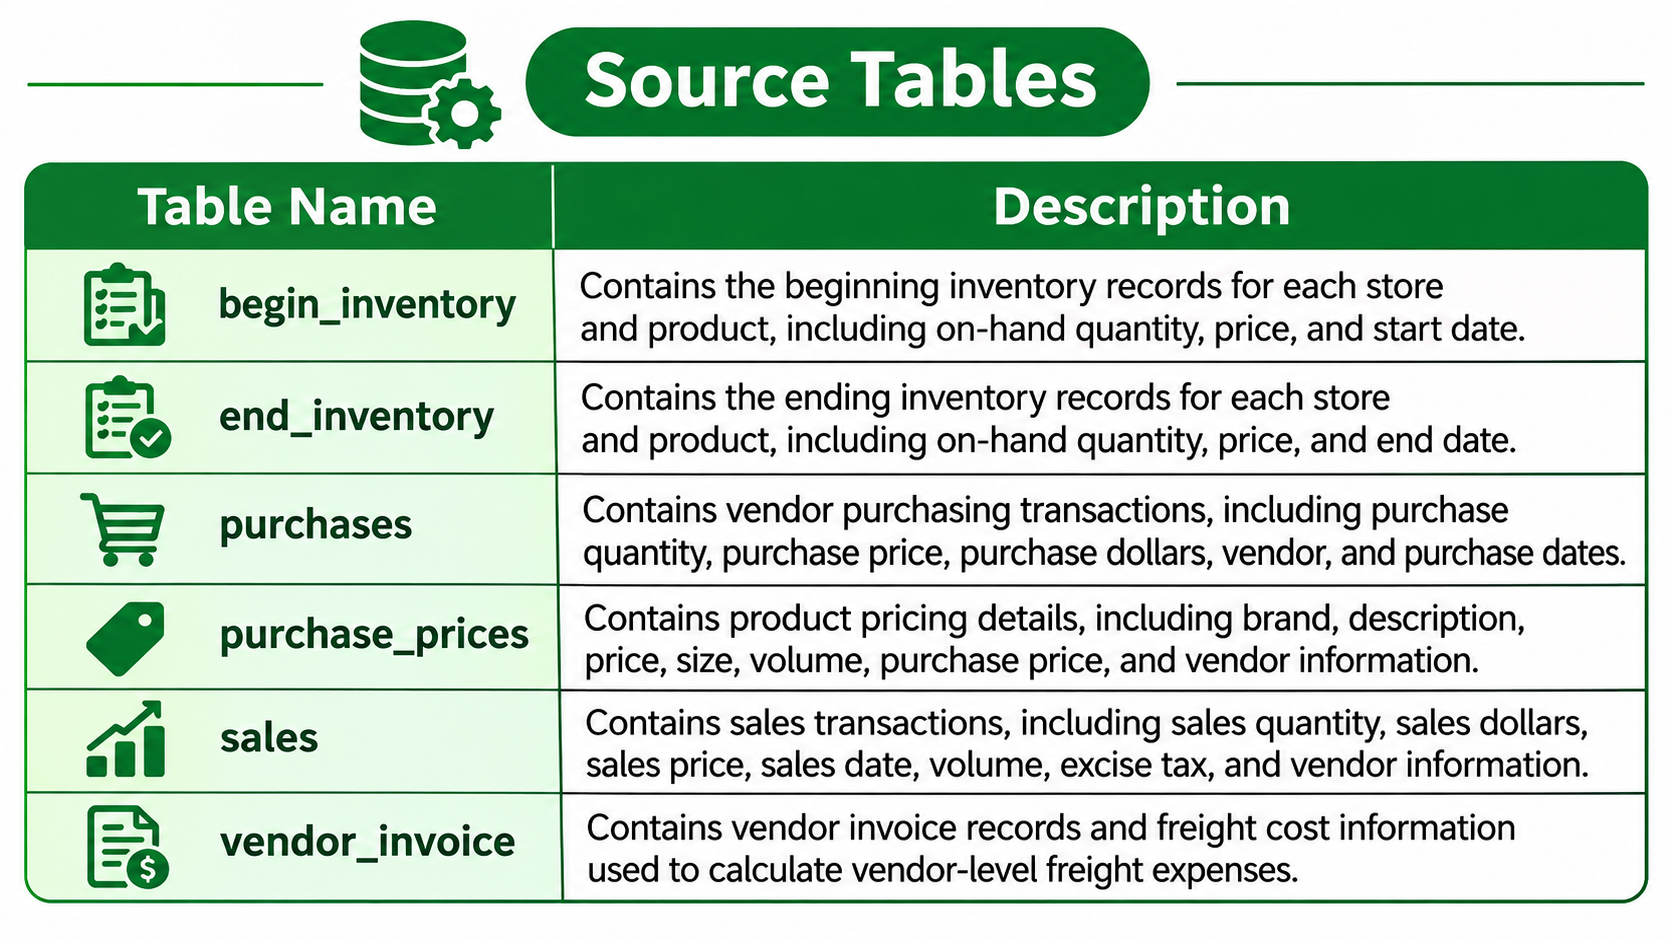 Source Tables
Table Name
Description
begin_inventory
Contains the beginning inventory records for each store
and product, including on-hand quantity, price, and start date.
end_inventory
Contains the ending inventory records for each store
and product, including on-hand quantity, price, and end date.
purchases
Contains vendor purchasing transactions, including purchase
quantity, purchase price, purchase dollars, vendor, and purchase dates.
purchase_prices
Contains product pricing details, including brand, description,
price, size, volume, purchase price, and vendor information.
sales
Contains sales transactions, including sales quantity, sales dollars,
sales price, sales date, volume, excise tax, and vendor information.
vendor_invoice
$
Contains vendor invoice records and freight cost information
used to calculate vendor-level freight expenses.